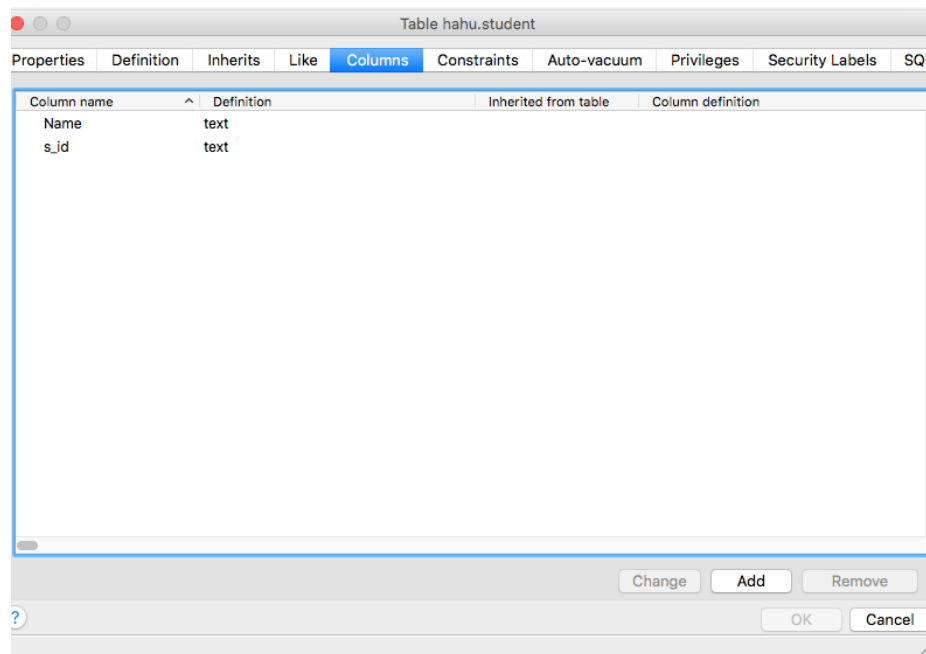 Table hahu.student
Properties Definition Inherits Like Columns Constraints Auto-vacuum Privileges Security Labels SQ
Column name Definition Inherited from table Column definition
Name text
s_id text
Change Add Remove
? OK Cancel